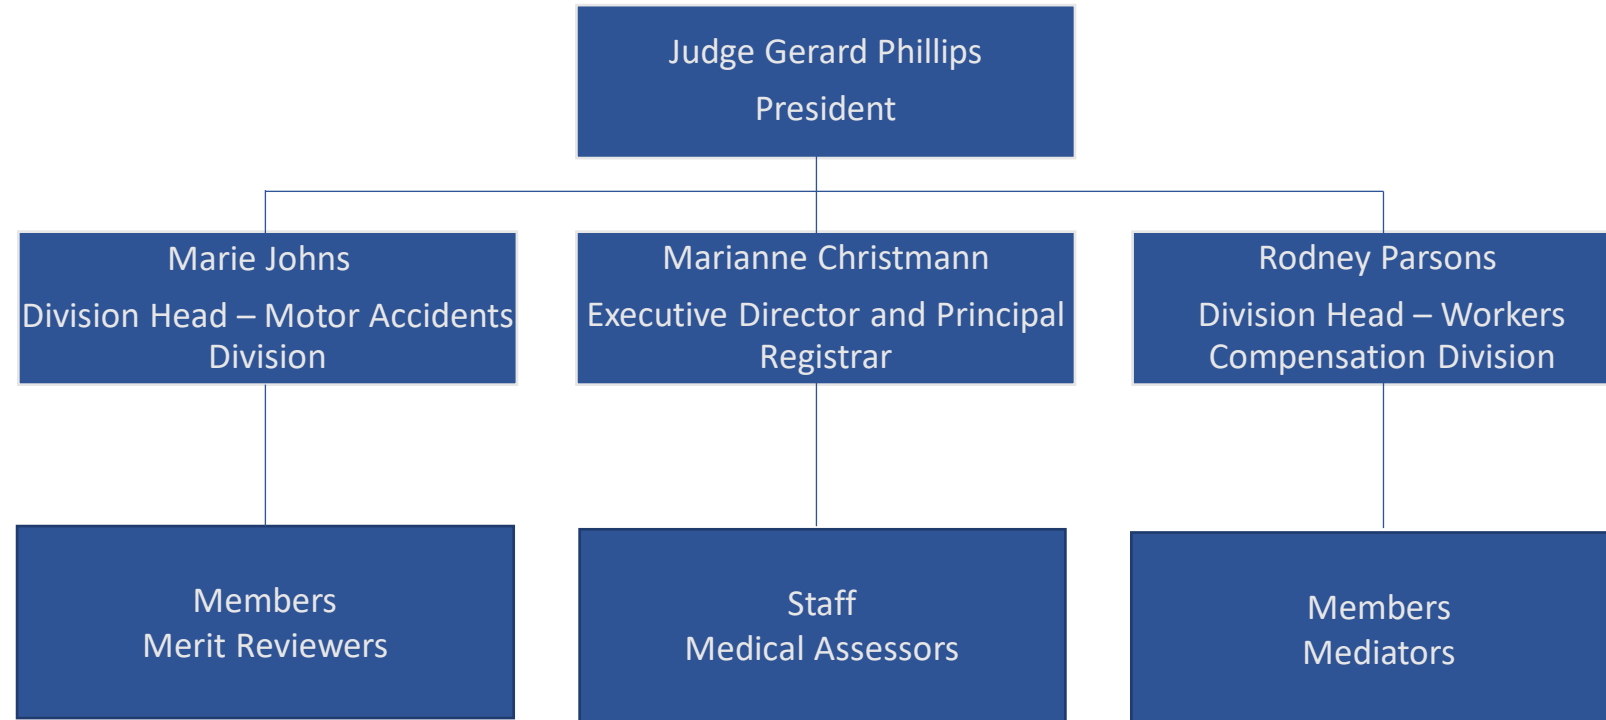 Judge Gerard Phillips
President
Marie Johns
Division Head – Motor Accidents
Division
Marianne Christmann
Executive Director and Principal
Registrar
Rodney Parsons
Division Head – Workers
Compensation Division
Members
Merit Reviewers
Staff
Medical Assessors
Members
Mediators